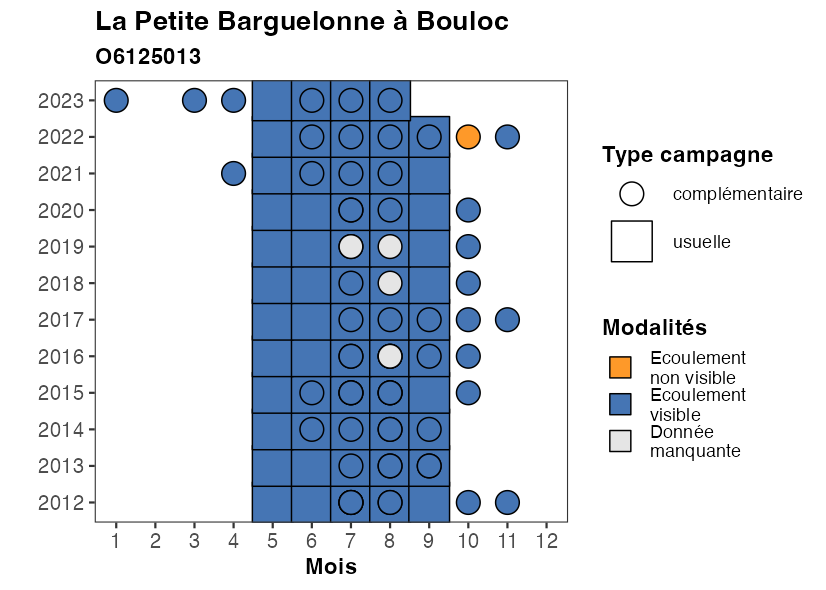 La Petite Barguelonne à Bouloc
O6125013
2023
2022
2021
2020
2019
2018
2017
2016
2015
2014
2013
2012
1 2 3 4 5 6 7 8 9 10 11 12
Mois
Type campagne
complémentaire
usuelle
Modalités
Ecoulement
non visible
Ecoulement
visible
Donnée
manquante